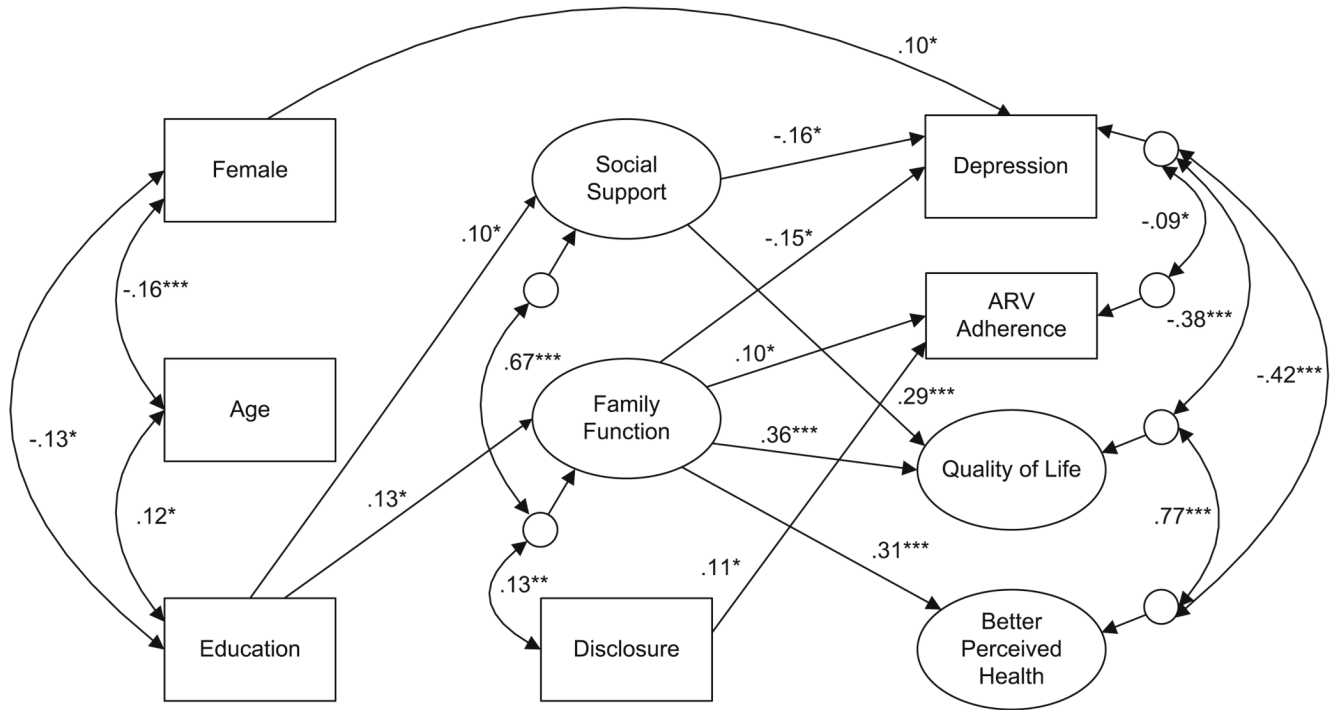 .10*
Female
Social
Support
-.16*
Depression
.10*
-.15*
-.09*
-.16***
ARV
Adherence
-.38***
.67***
.10*
-.42***
Age
Family
Function
.29***
-.13*
.36***
Quality of Life
.13*
.12*
.77***
.31***
.13**
.11*
Education
Disclosure
Better
Perceived
Health